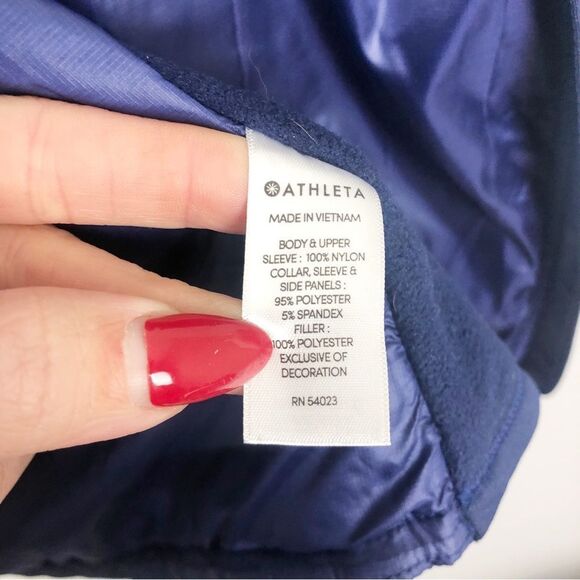 ATHLETA
MADE IN VIETNAM
BODY & UPPER
SLEEVE : 100% NYLON
COLLAR, SLEEVE &
SIDE PANELS :
95% POLYESTER
5% SPANDEX
FILLER :
100% POLYESTER
EXCLUSIVE OF
DECORATION
RN 54023